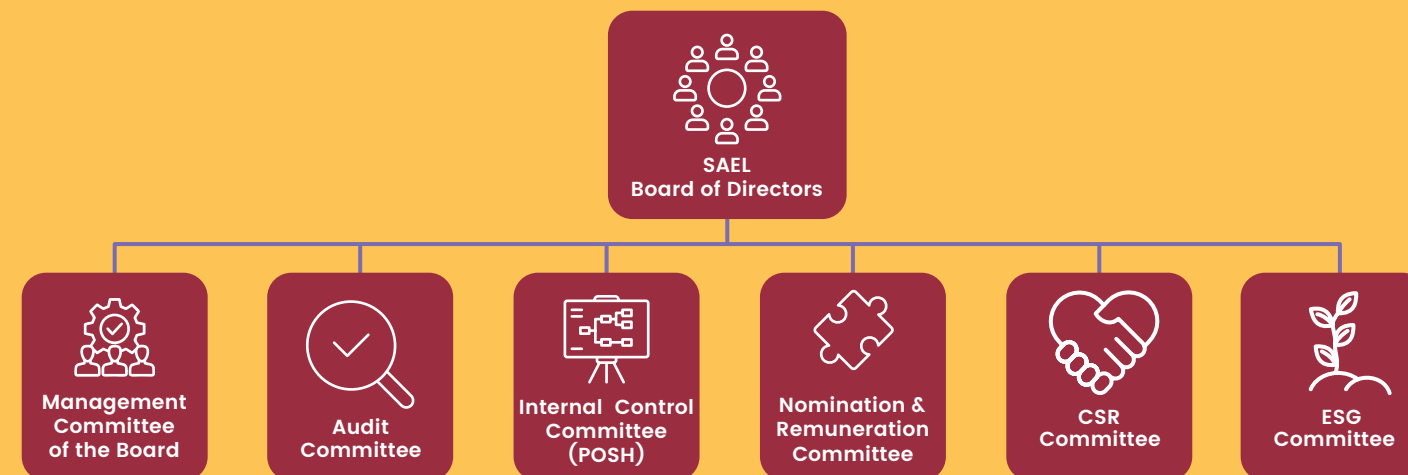 SAEL
Board of Directors
Management
Committee
of the Board
Audit
Committee
Internal Control
Committee
(POSH)
Nomination &
Remuneration
Committee
CSR
Committee
ESG
Committee